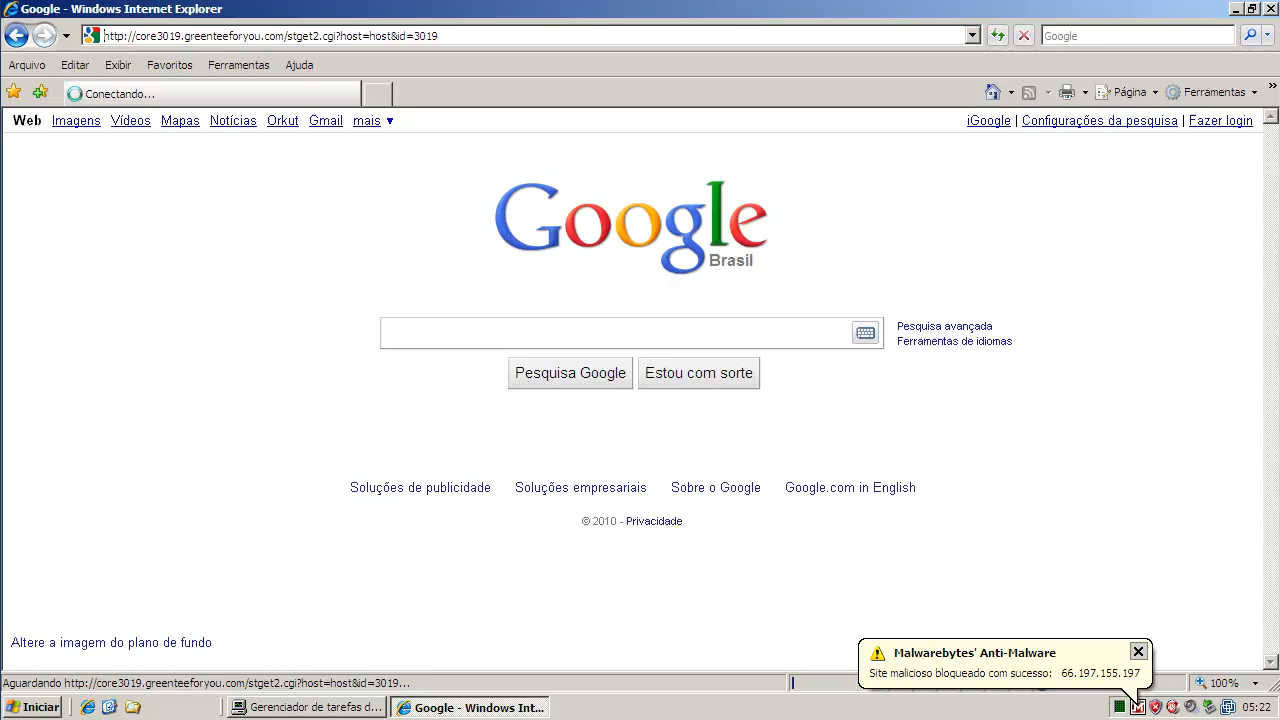 Google - Windows Internet Explorer
http://core3019.greenteeforyou.com/stget2.cgi?host=host&id=3019
Google
Arquivo Editar Exibir Favoritos Ferramentas Ajuda
Conectando...
Página Ferramentas
Web Imagens Vídeos Mapas Notícias Orkut Gmail mais ▼
iGoogle | Configurações da pesquisa | Fazer login
Google
Brasil
Pesquisa avançada
Ferramentas de idiomas
Pesquisa Google Estou com sorte
Soluções de publicidade Soluções empresariais Sobre o Google Google.com in English
© 2010 - Privacidade
Altere a imagem do plano de fundo
Malwarebytes' Anti-Malware
Site malicioso bloqueado com sucesso: 66.197.155.197
Aguardando http://core3019.greenteeforyou.com/stget2.cgi?host=host&id=3019...
100%
Iniciar
Gerenciador de tarefas d...
Google - Windows Int...
05:22